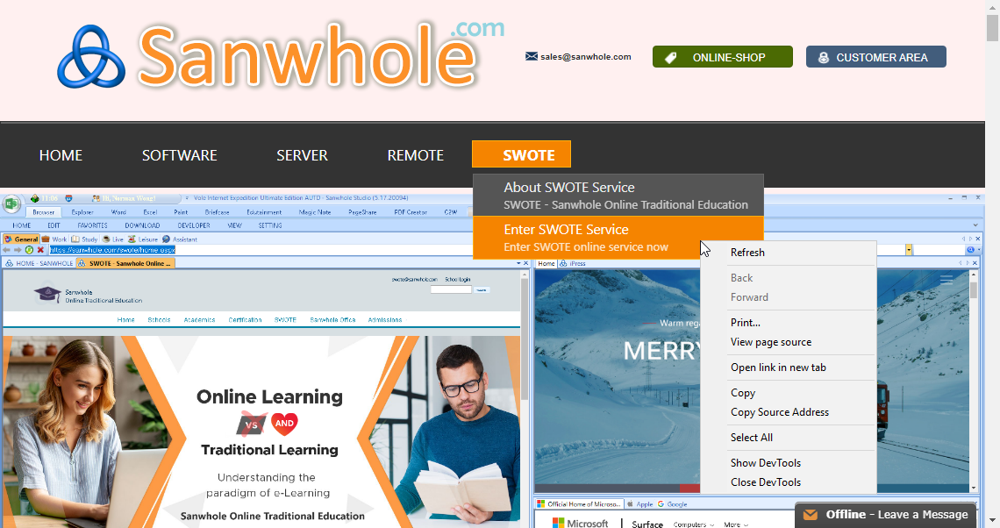 Sanwhole.com
sales@sanwhole.com
ONLINE-SHOP
CUSTOMER AREA
HOME SOFTWARE SERVER REMOTE SWOTE
About SWOTE Service
SWOTE - Sanwhole Online Traditional Education
Enter SWOTE Service
Enter SWOTE online service now
11:06 Hi, Norman Wong! Volo Internet Expedition Ultimate Edition AUTO - Sanwhole Studio (5.17.20094)
Browser Explorer Word Excel Paint Briefcase Edutainment Magic Note PageShare PDF Creator C2W
HOME EDIT FAVORITES DOWNLOAD DEVELOPER VIEW SETTING
General Work Study Live Leisure Assistant
https://sanwhole.com/swote/home.aspx
HOME - SANWHOLE SWOTE - Sanwhole Online ...
Home iPress
Sanwhole
Online Traditional Education
swote@sanwhole.com School Login
Home Schools Academics Certification SWOTE Sanwhole Office Admissions
Online Learning
VS AND
Traditional Learning
Understanding the
paradigm of e-Learning
Sanwhole Online Traditional Education
Warm rega
MERRY
Refresh
Back
Forward
Print...
View page source
Open link in new tab
Copy
Copy Source Address
Select All
Show DevTools
Close DevTools
Official Home of Microso... Apple Google
Microsoft Surface Computers More
Offline - Leave a Message